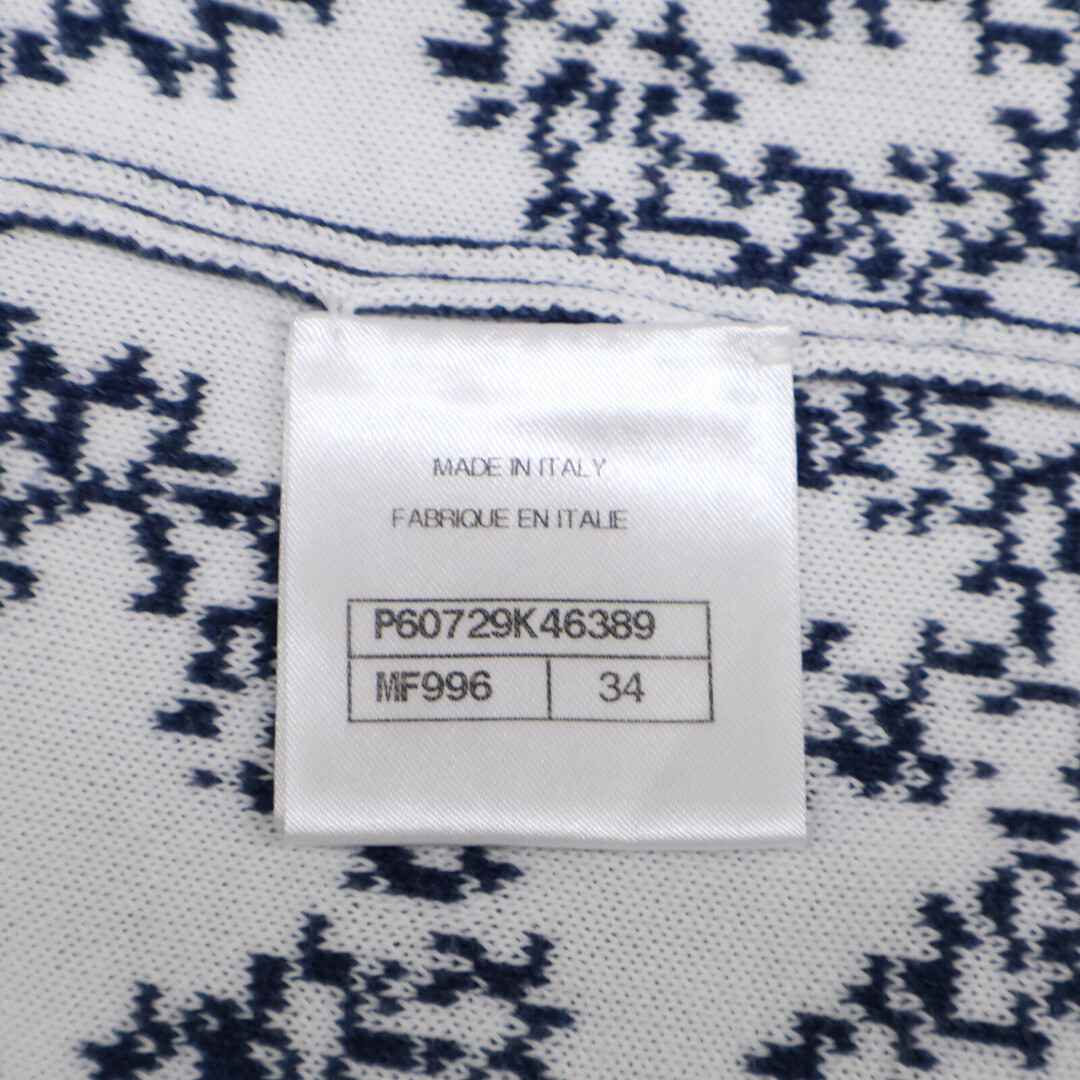 MADE IN ITALY
FABRIQUE EN ITALIE
P60729K46389
MF996 34